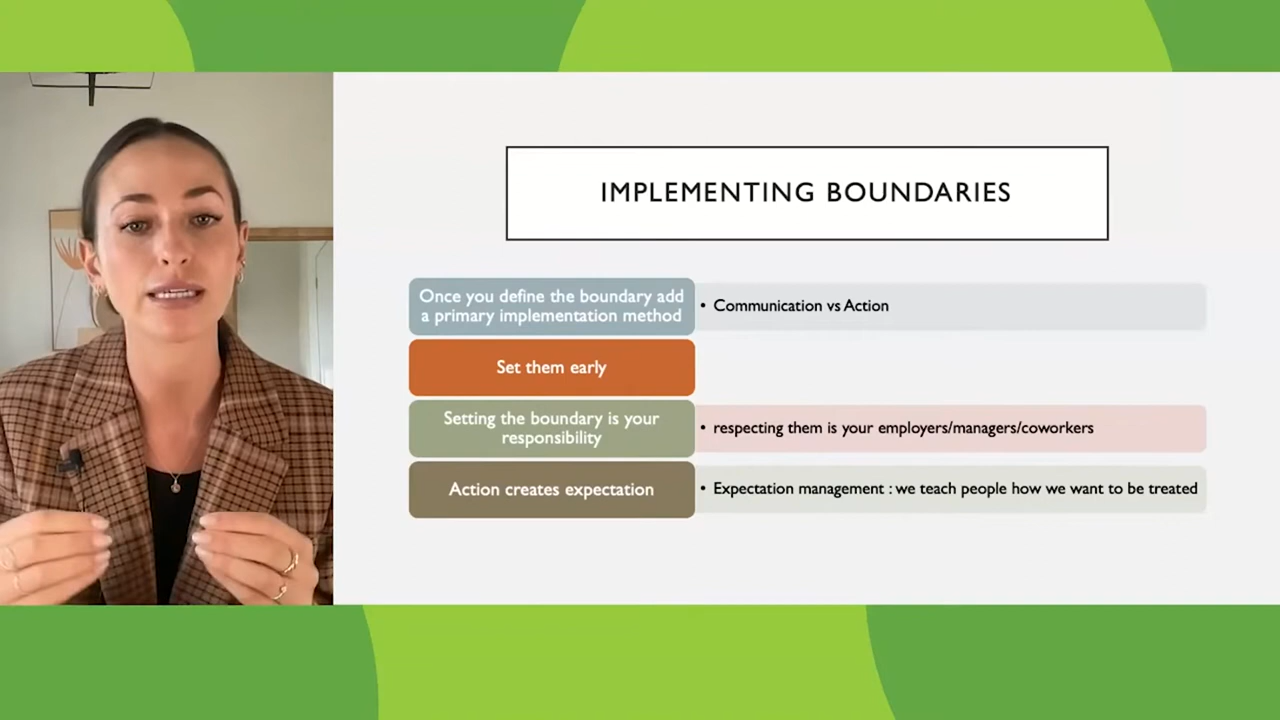 IMPLEMENTING BOUNDARIES
Once you define the boundary add
a primary implementation method
• Communication vs Action
Set them early
Setting the boundary is your
responsibility
• respecting them is your employers/managers/coworkers
Action creates expectation
• Expectation management : we teach people how we want to be treated